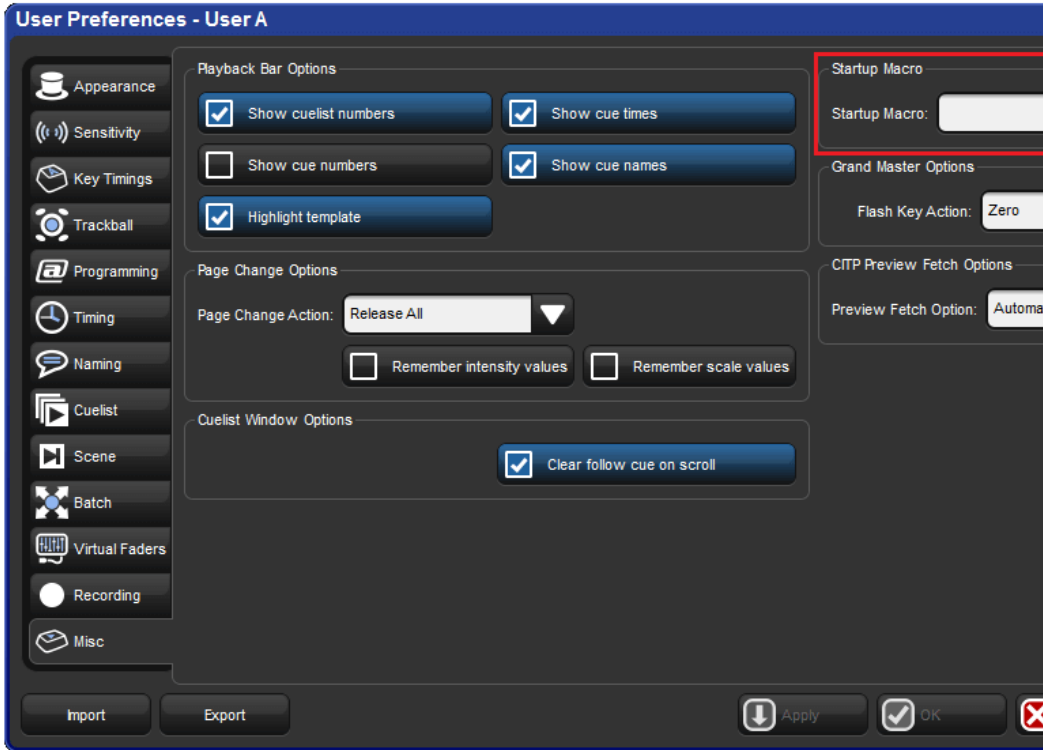 User Preferences - User A
Appearance
Sensitivity
Key Timings
Trackball
Programming
Timing
Naming
Cuelist
Scene
Batch
Virtual Faders
Recording
Misc
Playback Bar Options
Show cuelist numbers
Show cue times
Show cue numbers
Show cue names
Highlight template
Page Change Options
Page Change Action: Release All
Remember intensity values
Remember scale values
Cuelist Window Options
Clear follow cue on scroll
Startup Macro
Startup Macro:
Grand Master Options
Flash Key Action: Zero
CITP Preview Fetch Options
Preview Fetch Option: Automa
Import
Export
Apply
OK